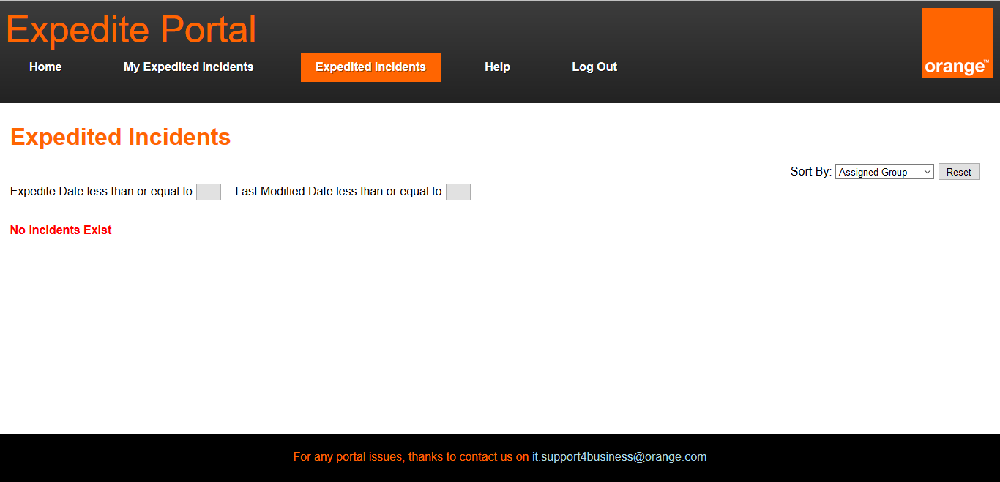 Expedite Portal
Home My Expedited Incidents Expedited Incidents Help Log Out
orange™
Expedited Incidents
Sort By: Assigned Group Reset
Expedite Date less than or equal to ... Last Modified Date less than or equal to ...
No Incidents Exist
For any portal issues, thanks to contact us on it.support4business@orange.com